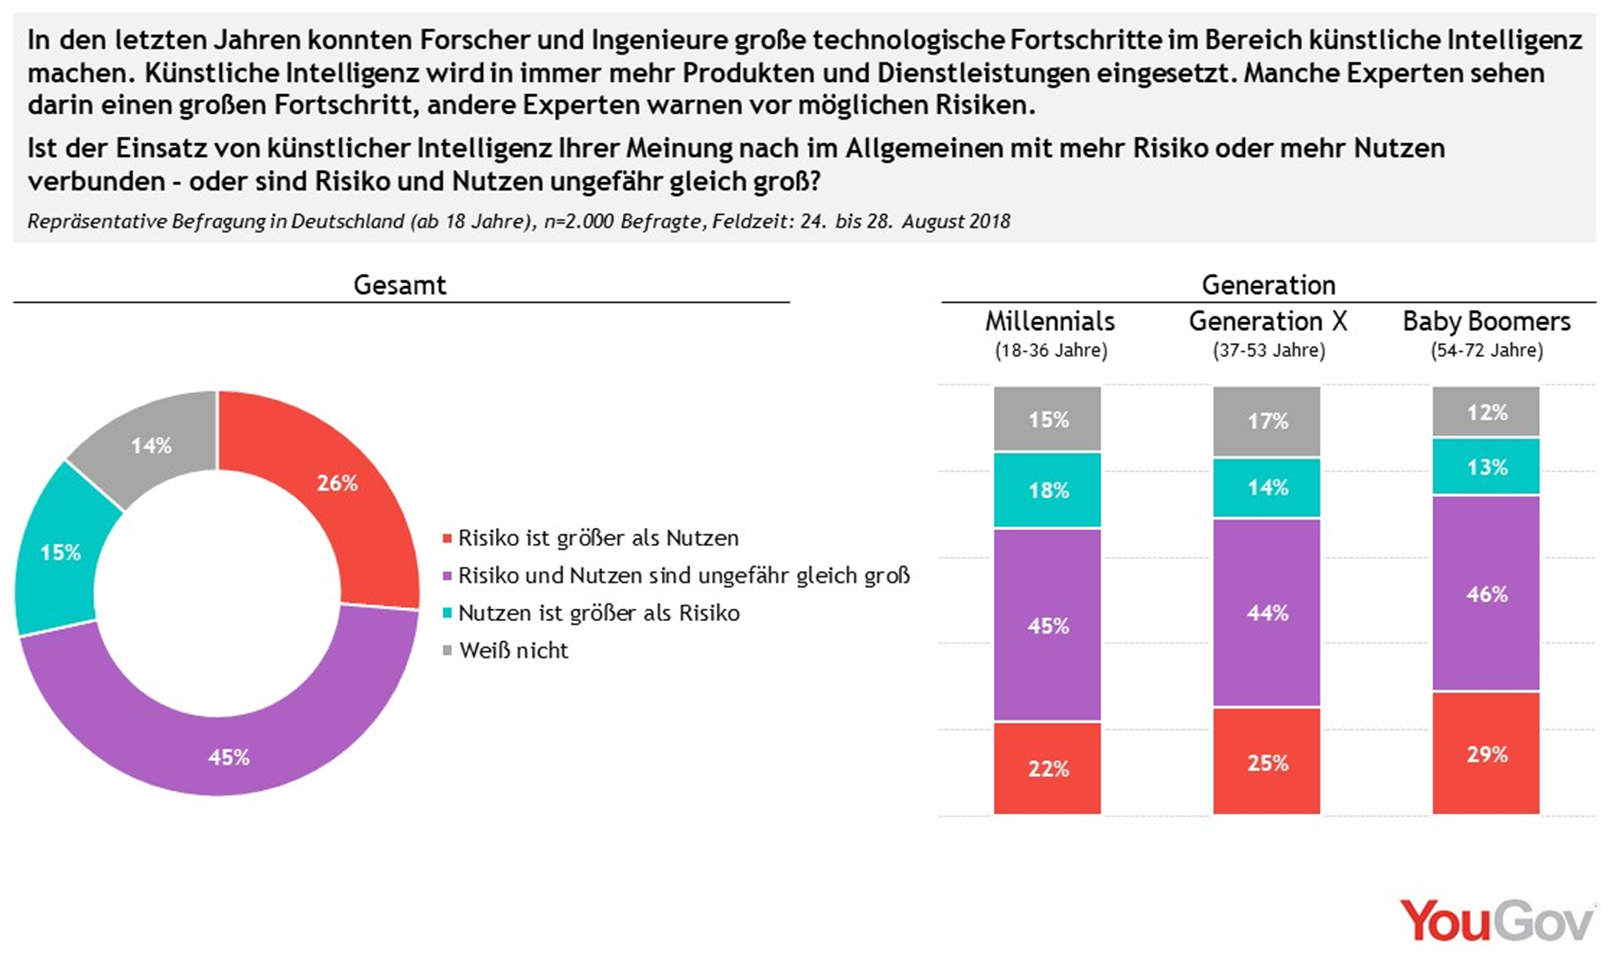 In den letzten Jahren konnten Forscher und Ingenieure große technologische Fortschritte im Bereich künstliche Intelligenz
machen. Künstliche Intelligenz wird in immer mehr Produkten und Dienstleistungen eingesetzt. Manche Experten sehen
darin einen großen Fortschritt, andere Experten warnen vor möglichen Risiken.
Ist der Einsatz von künstlicher Intelligenz Ihrer Meinung nach im Allgemeinen mit mehr Risiko oder mehr Nutzen
verbunden - oder sind Risiko und Nutzen ungefähr gleich groß?
Repräsentative Befragung in Deutschland (ab 18 Jahre), n=2.000 Befragte, Feldzeit: 24. bis 28. August 2018
Gesamt
14%
26%
15%
45%
Risiko ist größer als Nutzen
Risiko und Nutzen sind ungefähr gleich groß
Nutzen ist größer als Risiko
Weiß nicht
Generation
Millennials Generation X Baby Boomers
(18-36 Jahre) (37-53 Jahre) (54-72 Jahre)
15% 17% 12%
18% 14% 13%
45% 44% 46%
22% 25% 29%
YouGov